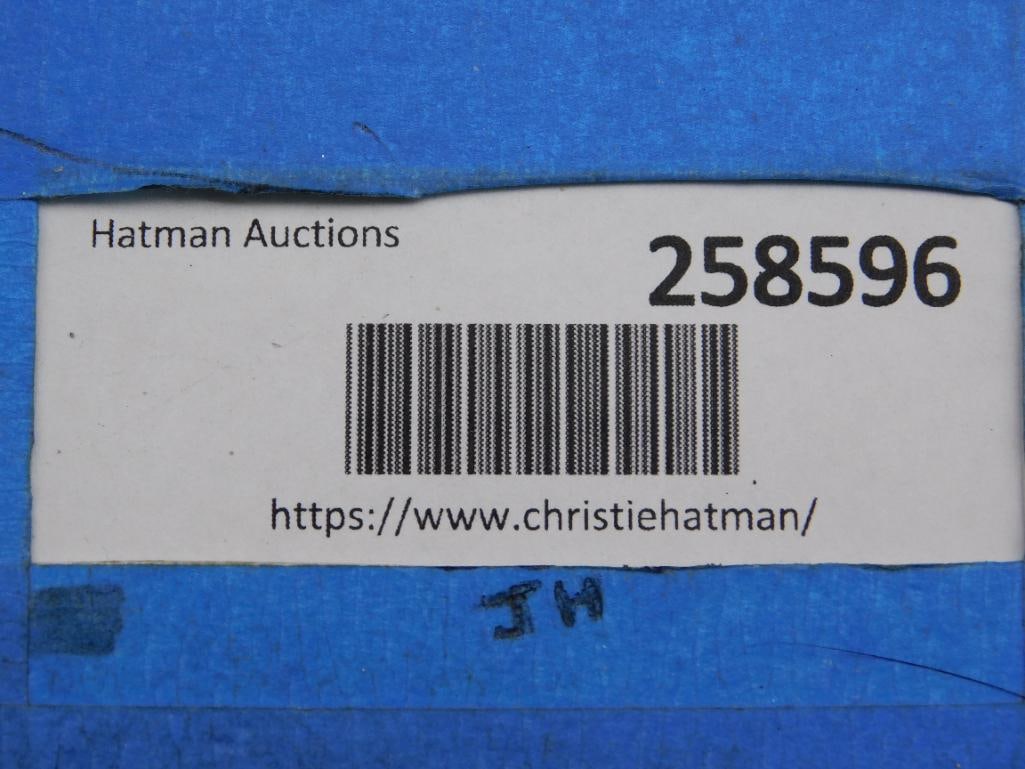 Hatman Auctions
258596
https://www.christiehatman/
JH